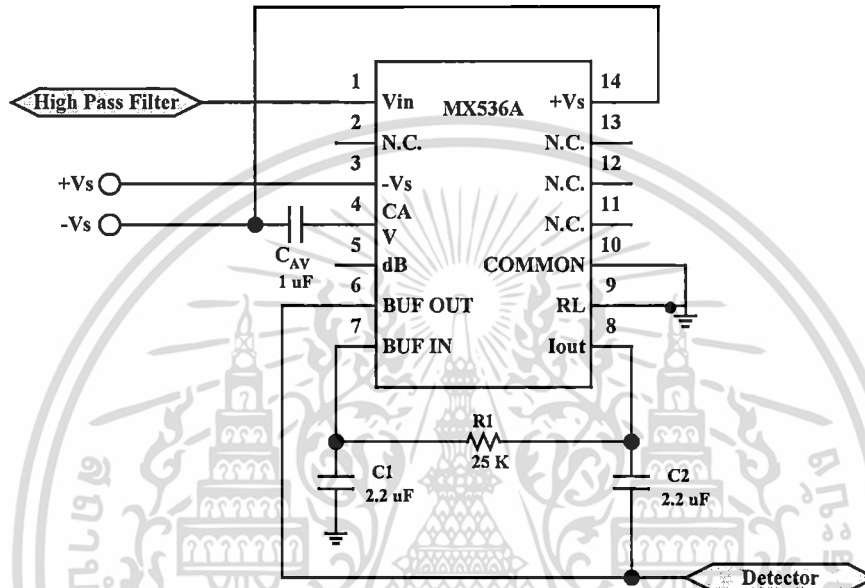 1
14
High Pass Filter
Vin
MX536A
+Vs
2
13
N.C.
N.C.
3
12
+Vs
-Vs
N.C.
4
11
-Vs
CA
V
N.C.
C_AV
1 uF
5
10
dB
COMMON
6
9
BUF OUT
RL
7
8
BUF IN
Iout
R1
25 K
C1
2.2 uF
C2
2.2 uF
Detector